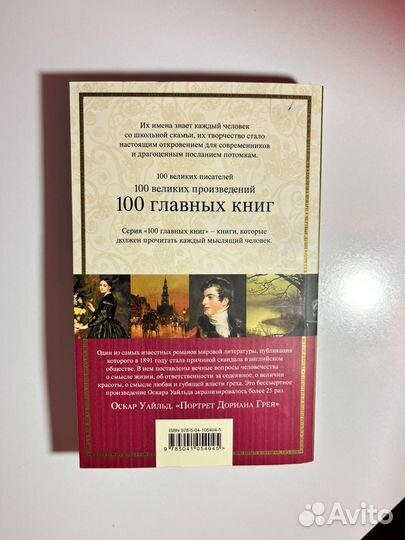 Их имена знает каждый человек
со школьной скамьи, их творчество стало
настоящим откровением для современников
и драгоценным посланием потомкам.
100 великих писателей
100 великих произведений
100 главных книг
Серия «100 главных книг» – книги, которые
должен прочитать каждый мыслящий человек.
Один из самых известных романов мировой литературы, публикация
которого в 1891 году стала причиной скандала в английском
обществе. В нем поставлены вечные вопросы человечества –
о смысле жизни, об ответственности за содеянное, о величии
красоты, о смысле любви и губящей власти греха. Это бессмертное
произведение Оскара Уайльда экранизировалось более 25 раз.
Оскар Уайльд. «Портрет Дориана Грея»
ISBN 978-5-04-105404-5
9 785041 054045 >
Avito